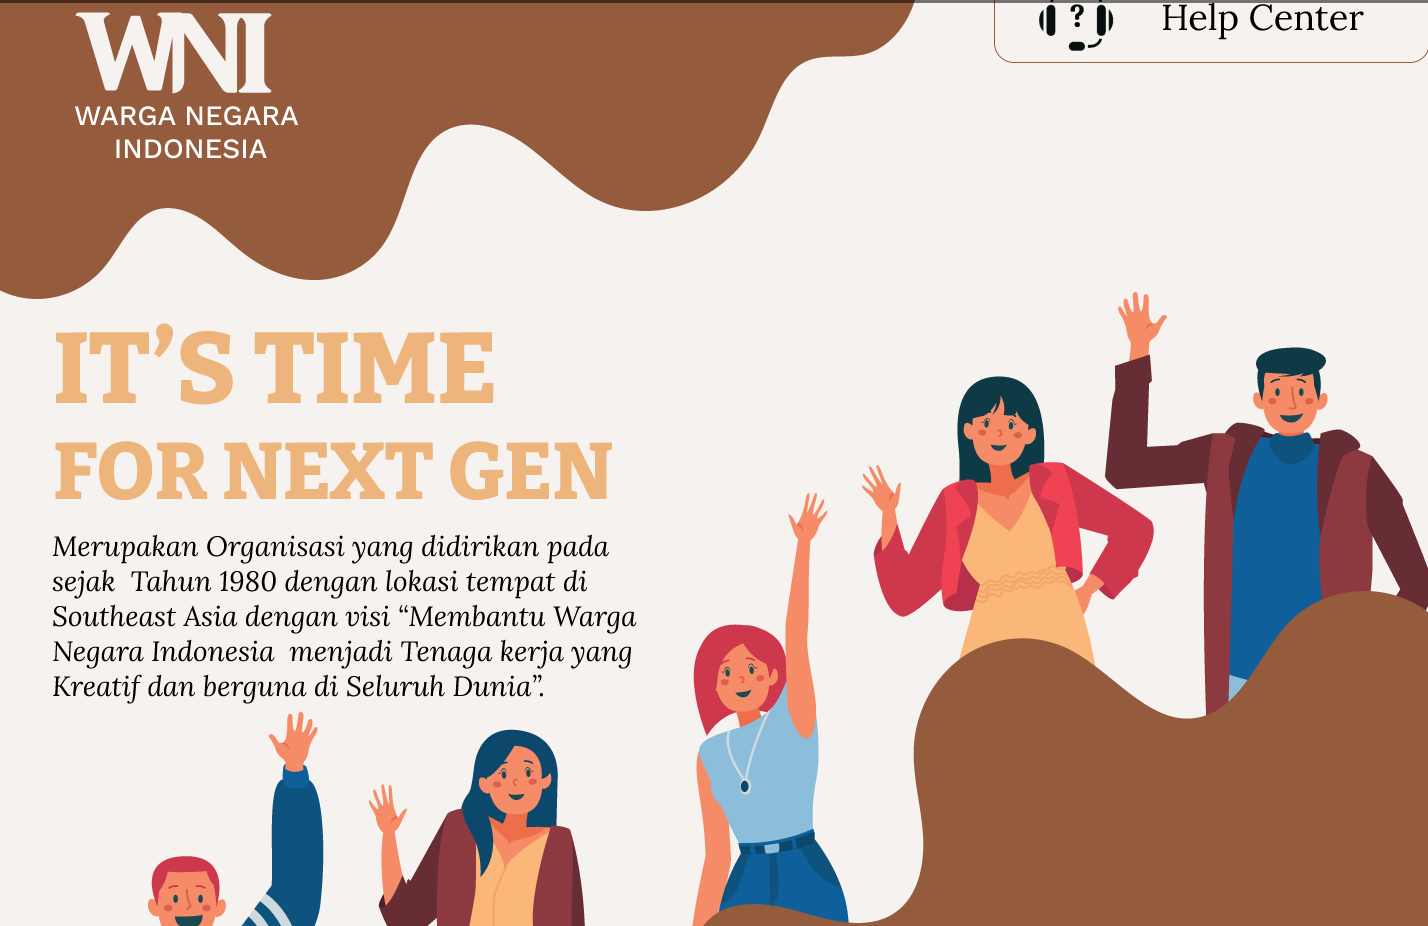 WNI
WARGA NEGARA
INDONESIA
?
Help Center
IT’S TIME
FOR NEXT GEN
Merupakan Organisasi yang didirikan pada
sejak  Tahun 1980 dengan lokasi tempat di
Southeast Asia dengan visi “Membantu Warga
Negara Indonesia  menjadi Tenaga kerja yang
Kreatif dan berguna di Seluruh Dunia”.